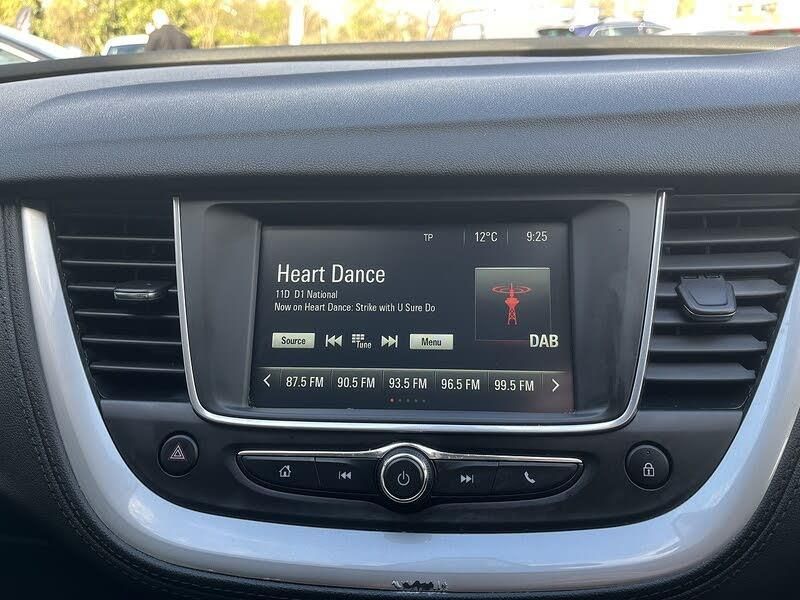 TP 12°C 9:25
Heart Dance
11D D1 National
Now on Heart Dance: Strike with U Sure Do
DAB
Source Tune Menu
87.5 FM 90.5 FM 93.5 FM 96.5 FM 99.5 FM